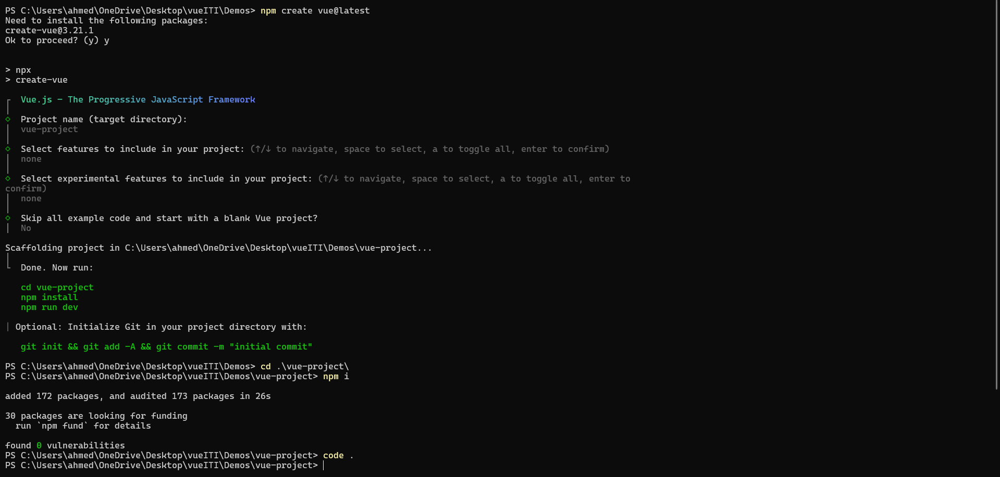 PS C:\Users\ahmed\OneDrive\Desktop\vueITI\Demos> npm create vue@latest
Need to install the following packages:
create-vue@3.21.1
Ok to proceed? (y) y
> npx
> create-vue
Vue.js - The Progressive JavaScript Framework
Project name (target directory):
vue-project
Select features to include in your project: (↑/↓ to navigate, space to select, a to toggle all, enter to confirm)
none
Select experimental features to include in your project: (↑/↓ to navigate, space to select, a to toggle all, enter to
confirm)
none
Skip all example code and start with a blank Vue project?
No
Scaffolding project in C:\Users\ahmed\OneDrive\Desktop\vueITI\Demos\vue-project...
Done. Now run:
cd vue-project
npm install
npm run dev
| Optional: Initialize Git in your project directory with:
git init && git add -A && git commit -m "initial commit"
PS C:\Users\ahmed\OneDrive\Desktop\vueITI\Demos> cd .\vue-project\
PS C:\Users\ahmed\OneDrive\Desktop\vueITI\Demos\vue-project> npm i
added 172 packages, and audited 173 packages in 26s
30 packages are looking for funding
run `npm fund` for details
found 0 vulnerabilities
PS C:\Users\ahmed\OneDrive\Desktop\vueITI\Demos\vue-project> code .
PS C:\Users\ahmed\OneDrive\Desktop\vueITI\Demos\vue-project>